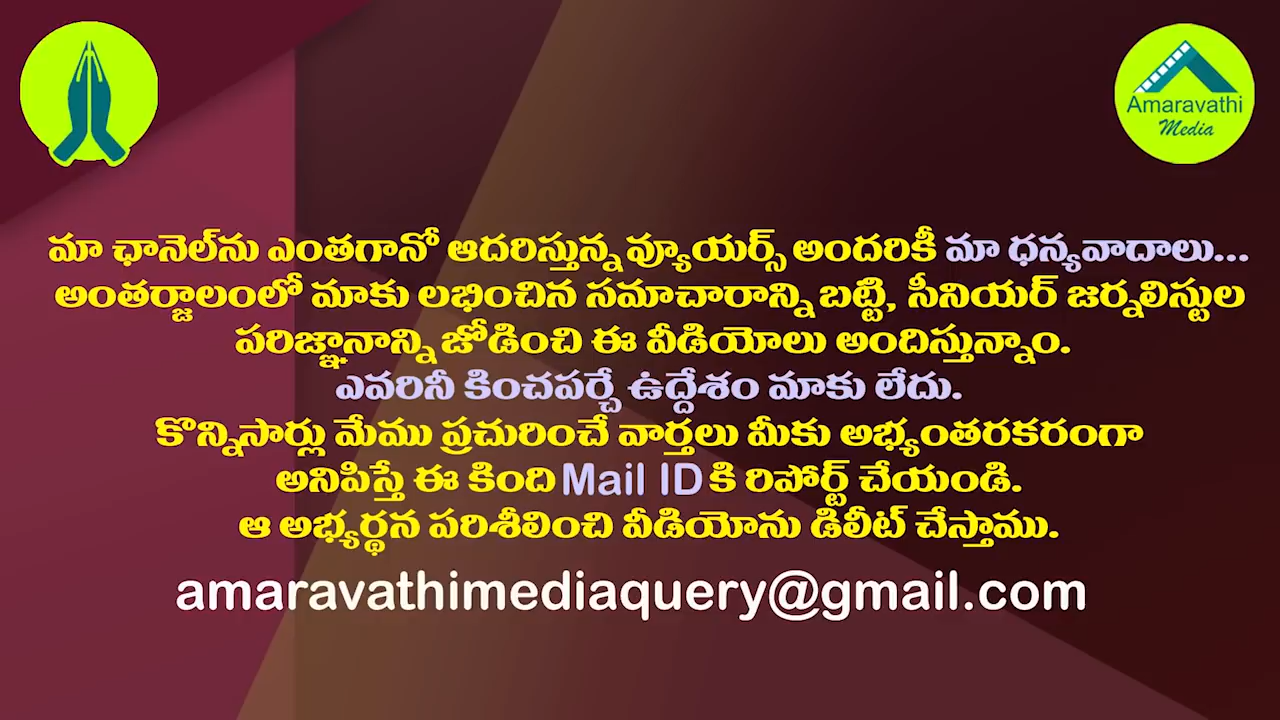 Amaravathi
Media
మా ఛానెల్‌ను ఎంతగానో ఆదరిస్తున్న వ్యూయర్స్ అందరికీ మా ధన్యవాదాలు...
అంతర్జాలంలో మాకు లభించిన సమాచారాన్ని బట్టి, సీనియర్ జర్నలిస్టుల
పరిజ్ఞానాన్ని జోడించి ఈ వీడియోలు అందిస్తున్నాం.
ఎవరినీ కించపర్చే ఉద్దేశం మాకు లేదు.
కొన్నిసార్లు మేము ప్రచురించే వార్తలు మీకు అభ్యంతరకరంగా
అనిపిస్తే ఈ కింది Mail ID కి రిపోర్ట్ చేయండి.
ఆ అభ్యర్థన పరిశీలించి వీడియోను డిలీట్ చేస్తాము.
amaravathimediaquery@gmail.com